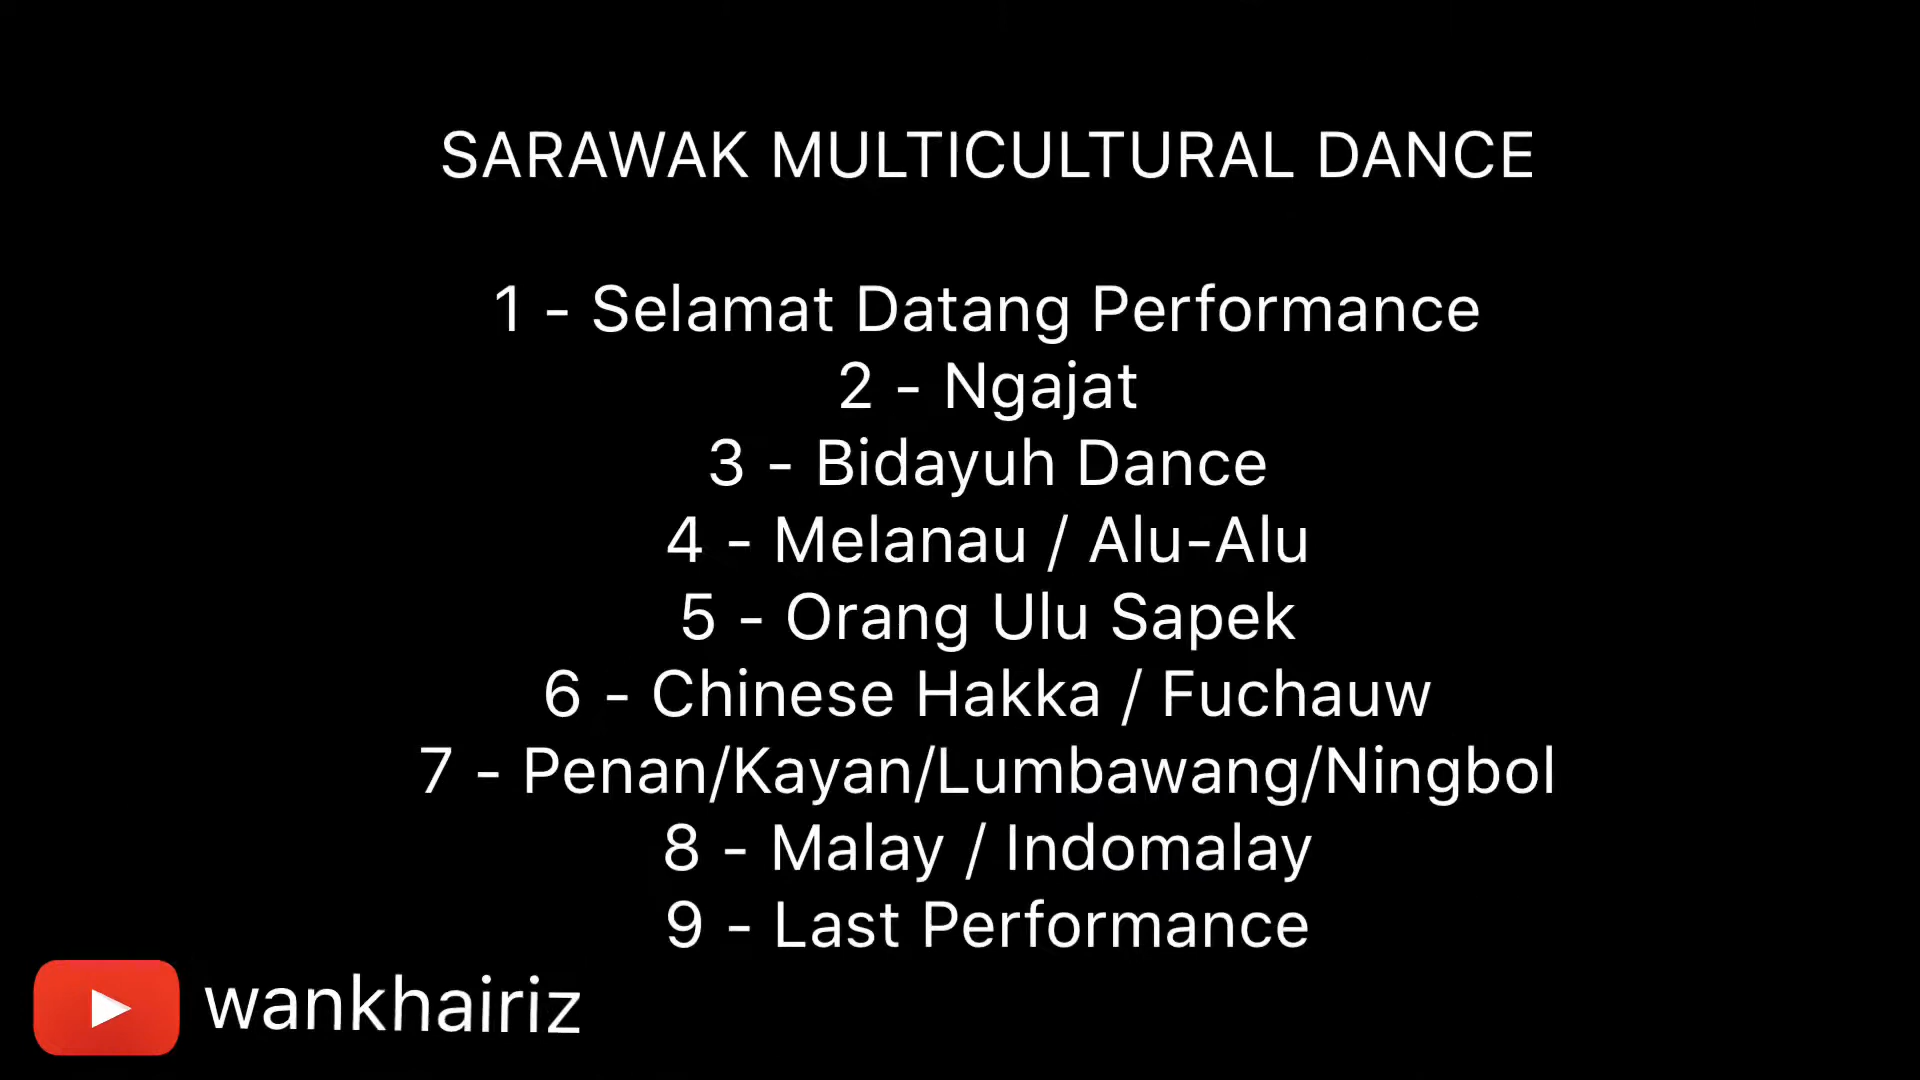 SARAWAK MULTICULTURAL DANCE
1 - Selamat Datang Performance
2 - Ngajat
3 - Bidayuh Dance
4 - Melanau / Alu-Alu
5 - Orang Ulu Sapek
6 - Chinese Hakka / Fuchauw
7 - Penan/Kayan/Lumbawang/Ningbol
8 - Malay / Indomalay
9 - Last Performance
wankhairiz